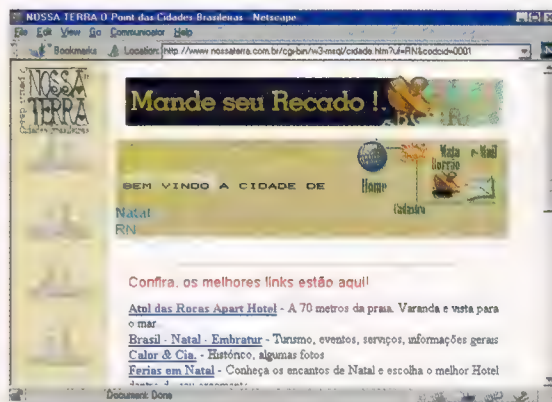 NOSSA TERRA O Point das Cidades Brasileiras - Netscape
File Edit View Go Communicator Help
Bookmarks Location: http://www.nossaterra.com.br/cgi-bin/w3-msql/cidade.htm?uf=RN&codcid=0001
NOSSA
TERRA
Cidades Brasileiras
Mande seu Recado !
Mata
Borrão
e-Mail
Home
Cadastro
BEM VINDO A CIDADE DE
Natal
RN
Confira, os melhores links estão aqui!
Atol das Rocas Apart Hotel - A 70 metros da praia. Varanda e vista para
o mar
Brasil - Natal - Embratur - Turismo, eventos, serviços, informações gerais
Calor & Cia. - Histórico, algumas fotos
Ferias em Natal - Conheça os encantos de Natal e escolha o melhor Hotel
Document: Done